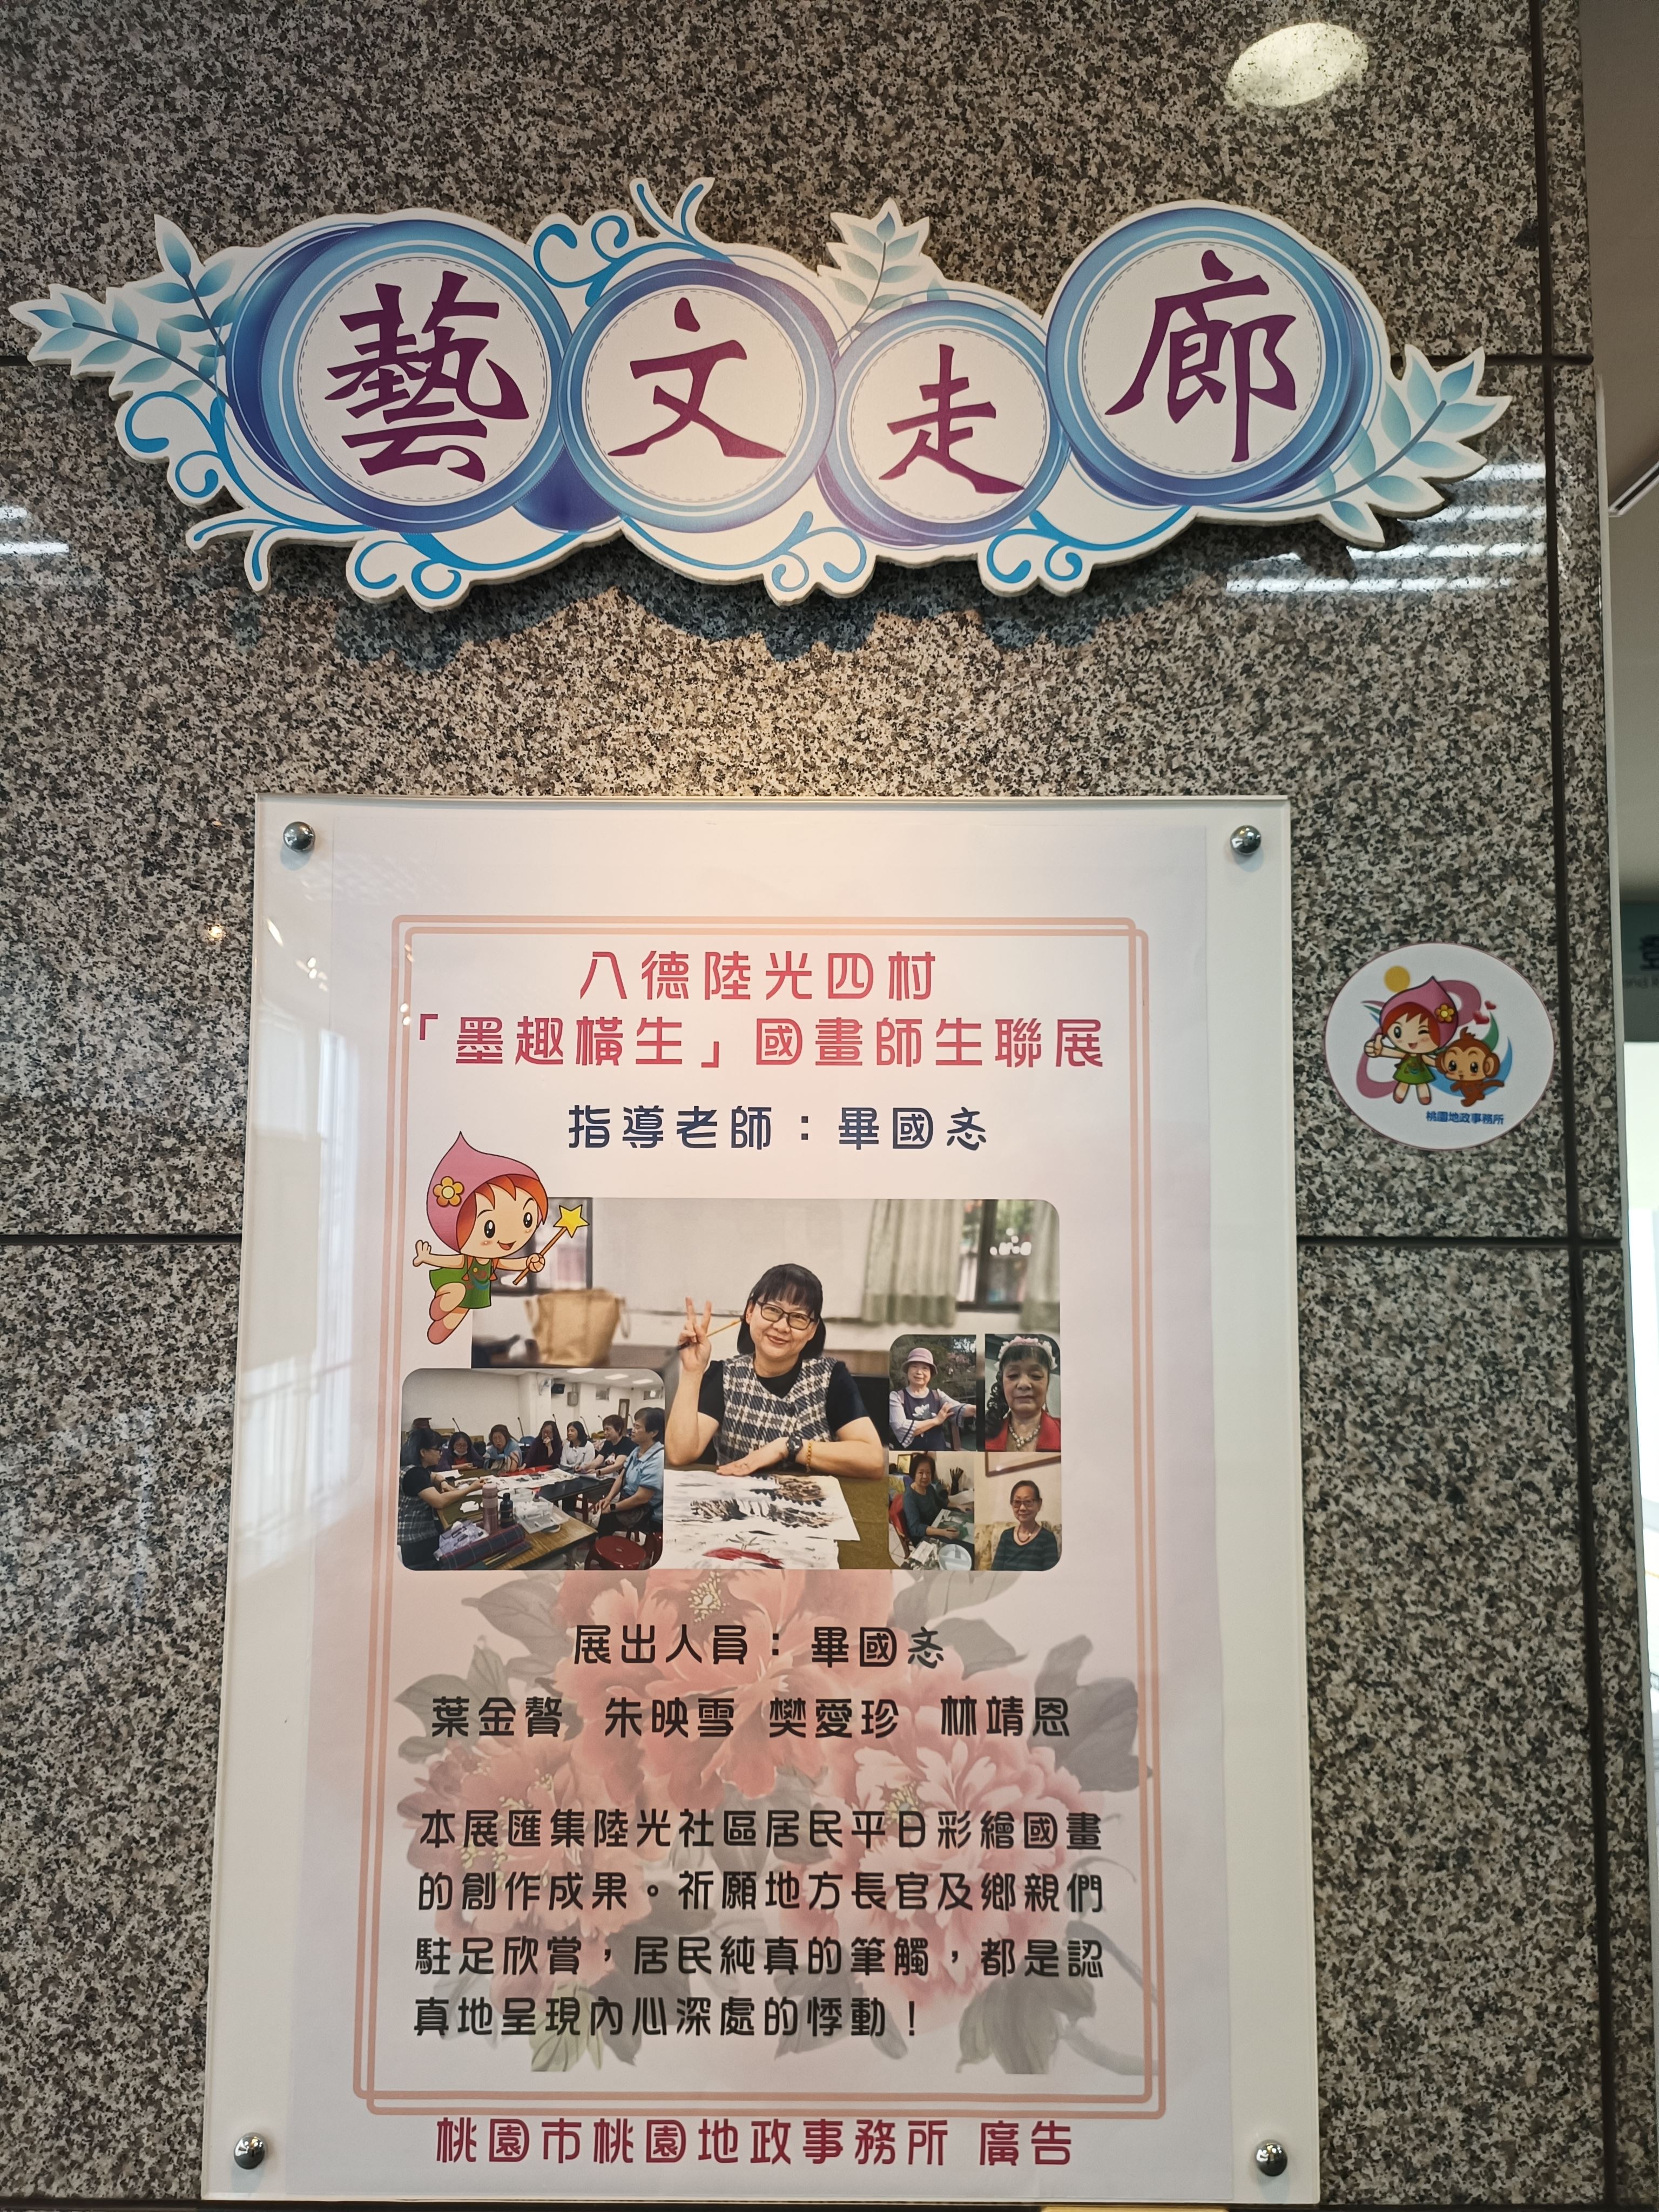 藝文走廊
八德陸光四村
「墨趣橫生」國畫師生聯展
指導老師：畢國忞
桃園地政事務所
展出人員：畢國忞
葉金聲 朱映雪 樊愛珍 林靖恩
本展匯集陸光社區居民平日彩繪國畫
的創作成果。祈願地方長官及鄉親們
駐足欣賞，居民純真的筆觸，都是認
真地呈現內心深處的悸動！
桃園市桃園地政事務所 廣告